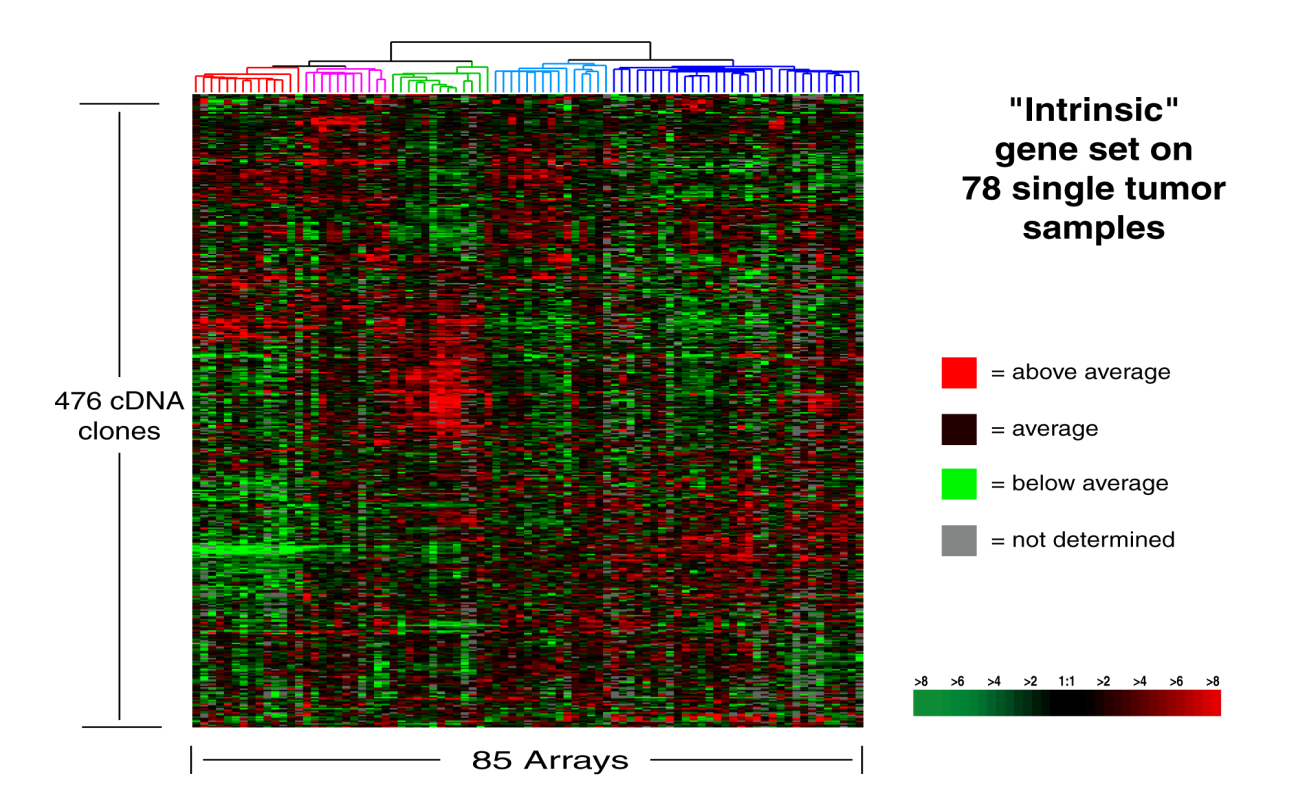 "Intrinsic"
gene set on
78 single tumor
samples
= above average
476 cDNA
clones
= average
= below average
= not determined
>8 >6 >4 >2 1:1 >2 >4 >6 >8
85 Arrays